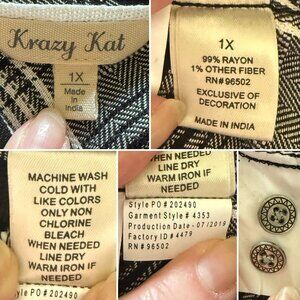 Krazy Kat
1X
Made in
India
1X
99% RAYON
1% OTHER FIBER
RN# 96502
EXCLUSIVE OF
DECORATION
MADE IN INDIA
MACHINE WASH
COLD WITH
LIKE COLORS
ONLY NON
CHLORINE
BLEACH
WHEN NEEDED
LINE DRY
WARM IRON IF
NEEDED
Style PO # 202490
WHEN NEEDED
LINE DRY
WARM IRON IF
NEEDED
Style PO # 202490
Garment Style # 4353
Production Date - 07/2019
Factory ID # 4479
RN # 96502